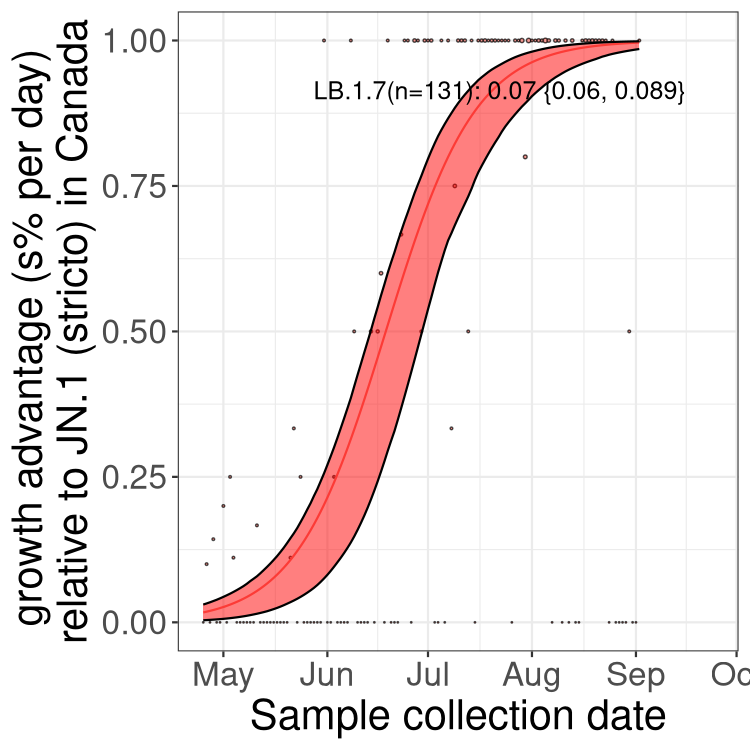 growth advantage (s% per day)
relative to JN.1 (stricto) in Canada
1.00
0.75
0.50
0.25
0.00
LB.1.7(n=131): 0.07 {0.06, 0.089}
May Jun Jul Aug Sep Oc
Sample collection date